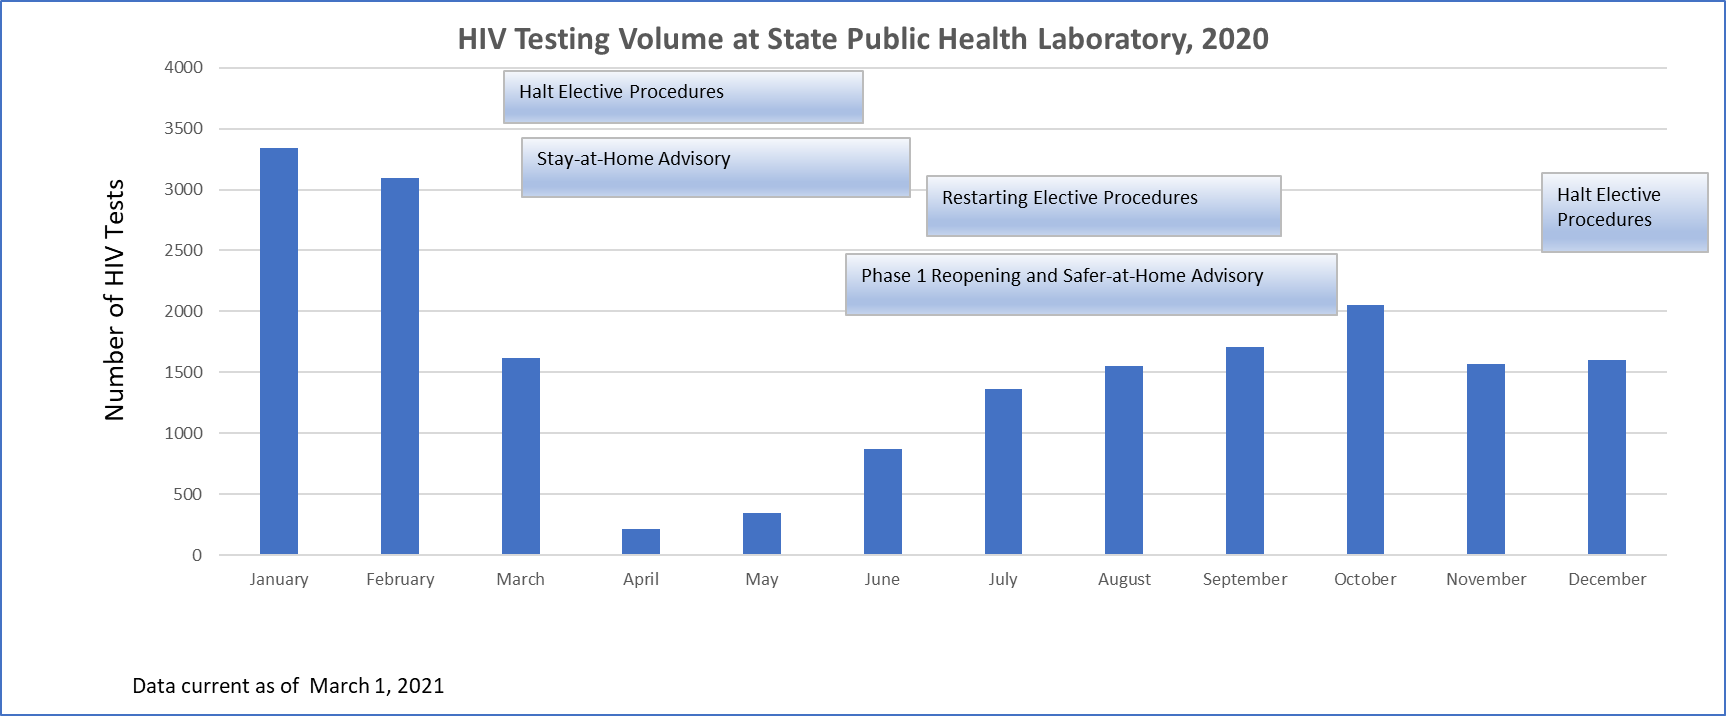 HIV Testing Volume at State Public Health Laboratory, 2020
Number of HIV Tests
4000
3500
3000
2500
2000
1500
1000
500
0
Halt Elective Procedures
Stay-at-Home Advisory
Restarting Elective Procedures
Halt Elective
Procedures
Phase 1 Reopening and Safer-at-Home Advisory
January February March April May June July August September October November December
Data current as of  March 1, 2021